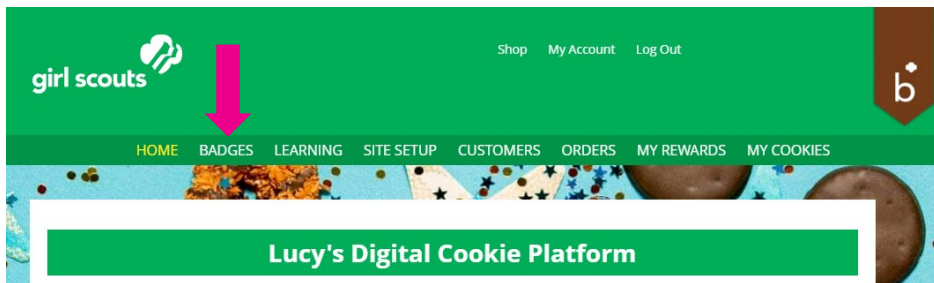 Shop My Account Log Out
girl scouts
b
HOME BADGES LEARNING SITE SETUP CUSTOMERS ORDERS MY REWARDS MY COOKIES
Lucy's Digital Cookie Platform